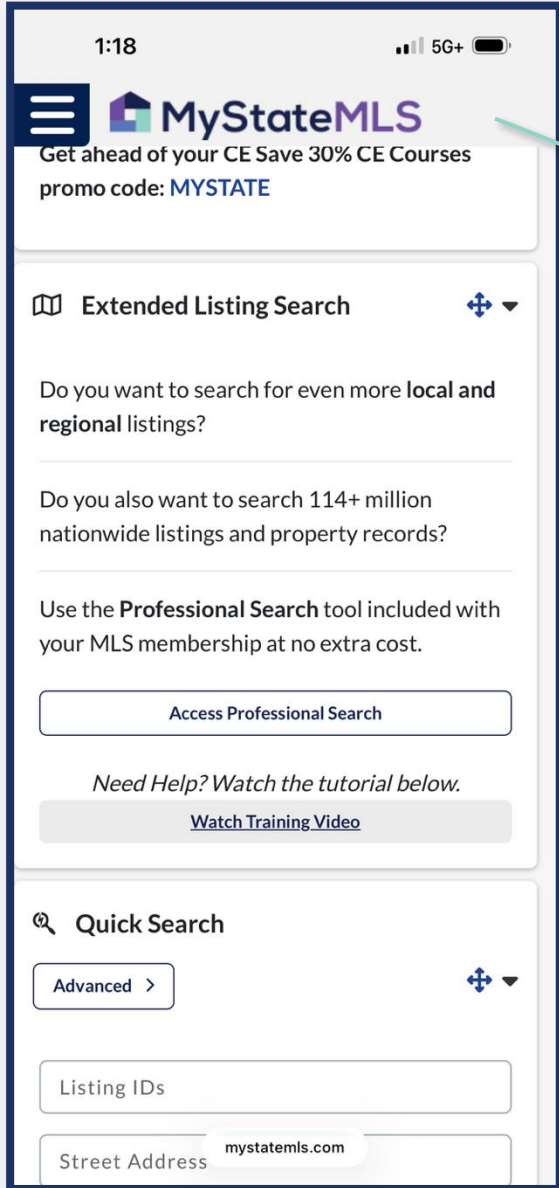 1:18
5G+
MyStateMLS
Get ahead of your CE Save 30% CE Courses
promo code: MYSTATE
Extended Listing Search
Do you want to search for even more local and
regional listings?
Do you also want to search 114+ million
nationwide listings and property records?
Use the Professional Search tool included with
your MLS membership at no extra cost.
Access Professional Search
Need Help? Watch the tutorial below.
Watch Training Video
Quick Search
Advanced >
Listing IDs
Street Address
mystatemls.com